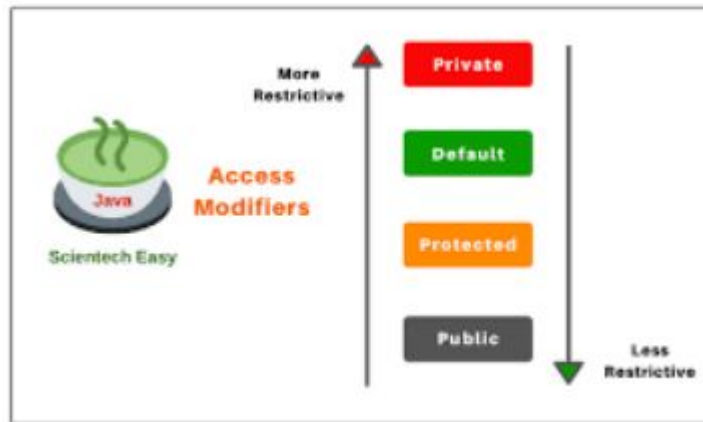 More
Restrictive
Private
Default
Java
Access
Modifiers
Protected
Scientech Easy
Public
Less
Restrictive